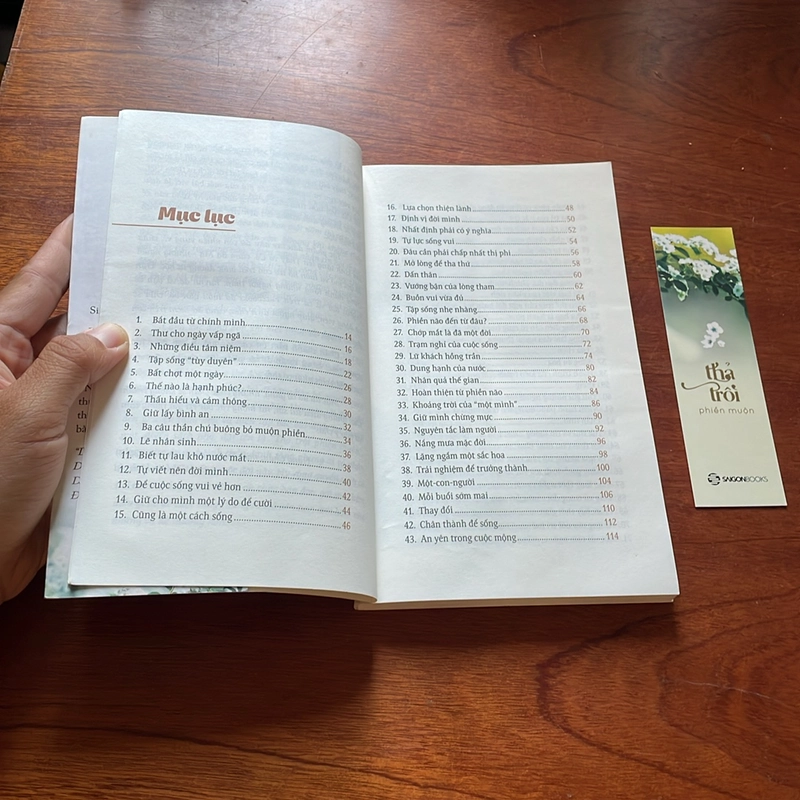 Mục lục
1. Bắt đầu từ chính mình 14
2. Thư cho ngày vấp ngã 16
3. Những điều tâm niệm 18
4. Tập sống "tùy duyên" 22
5. Bất chợt một ngày 26
6. Thế nào là hạnh phúc? 28
7. Thấu hiểu và cảm thông 30
8. Giữ lấy bình an 32
9. Ba câu thần chú buông bỏ muộn phiền 34
10. Lẽ nhân sinh 36
11. Biết tự lau khô nước mắt 38
12. Tự viết nên đời mình 40
13. Để cuộc sống vui vẻ hơn 42
14. Giữ cho mình một lý do để cười 44
15. Cũng là một cách sống 46
16. Lựa chọn thiện lành 48
17. Định vị đời mình 50
18. Nhất định phải có ý nghĩa 52
19. Tự lực sống vui 54
20. Đâu cần phải chấp nhặt thị phi 56
21. Mở lòng để tha thứ 58
22. Dấn thân 60
23. Vướng bận của lòng tham 62
24. Buồn vui vừa đủ 64
25. Tập sống nhẹ nhàng 66
26. Phiền não đến từ đâu? 68
27. Chớp mắt là đã một đời 70
28. Trạm nghỉ của cuộc sống 72
29. Lữ khách hồng trần 74
30. Dung hạnh của nước 80
31. Nhân quả thế gian 82
32. Hoàn thiện từ phiền não 84
33. Khoảng trời của "một mình" 86
34. Giữ mình chừng mực 90
35. Nguyên tắc làm người 92
36. Nắng mưa mặc đời 96
37. Lặng ngắm một sắc hoa 98
38. Trải nghiệm để trưởng thành 100
39. Một-con-người 104
40. Mỗi buổi sớm mai 106
41. Thay đổi 110
42. Chân thành để sống 112
43. An yên trong cuộc mộng 114
thả
trôi
phiền muộn
SAIGONBOOKS